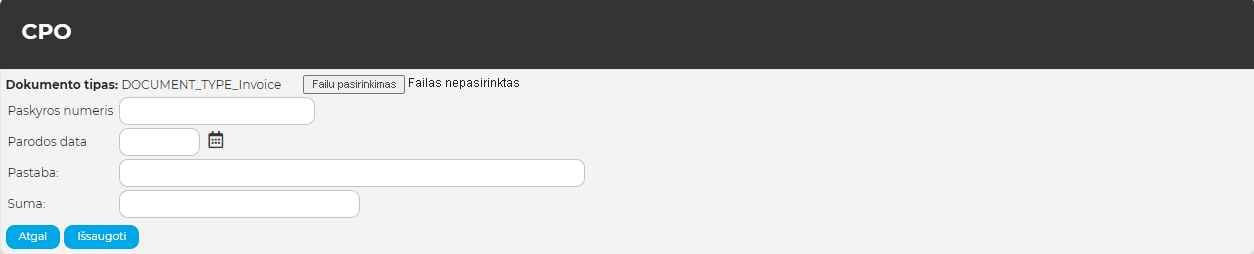 CPO
Dokumento tipas: DOCUMENT_TYPE_Invoice Failu pasirinkimas Failas nepasirinktas
Paskyros numeris
Parodos data
Pastaba:
Suma:
Atgal Išsaugoti